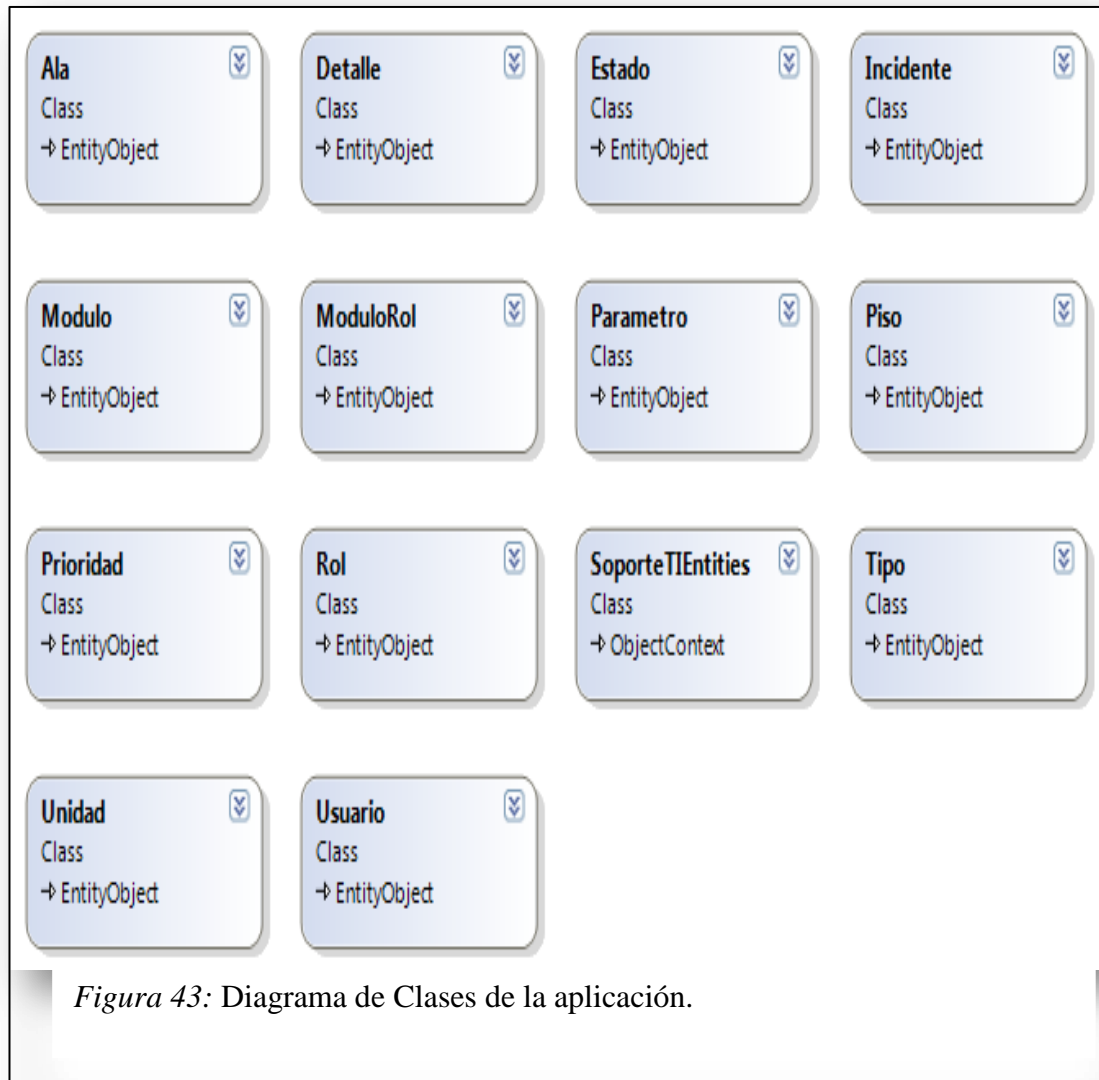 Ala
Class
EntityObject
Detalle
Class
EntityObject
Estado
Class
EntityObject
Incidente
Class
EntityObject
Modulo
Class
EntityObject
ModuloRol
Class
EntityObject
Parametro
Class
EntityObject
Piso
Class
EntityObject
Prioridad
Class
EntityObject
Rol
Class
EntityObject
SoporteTIEntities
Class
ObjectContext
Tipo
Class
EntityObject
Unidad
Class
EntityObject
Usuario
Class
EntityObject
Figura 43: Diagrama de Clases de la aplicación.